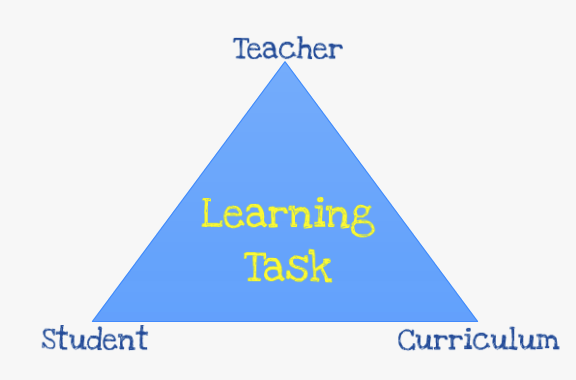 Teacher
Learning
Task
Student
Curriculum